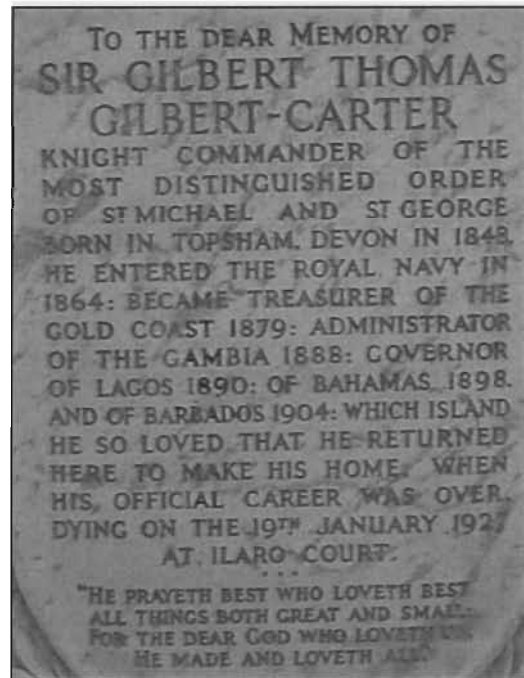 TO THE DEAR MEMORY OF
SIR GILBERT THOMAS
GILBERT-CARTER
KNIGHT COMMANDER OF THE
MOST DISTINGUISHED ORDER
OF ST MICHAEL AND ST GEORGE
BORN IN TOPSHAM, DEVON IN 1848.
HE ENTERED THE ROYAL NAVY IN
1864: BECAME TREASURER OF THE
GOLD COAST 1879: ADMINISTRATOR
OF THE GAMBIA 1888: GOVERNOR
OF LAGOS 1890: OF BAHAMAS 1898.
AND OF BARBADOS 1904: WHICH ISLAND
HE SO LOVED THAT HE RETURNED
HERE TO MAKE HIS HOME, WHEN
HIS OFFICIAL CAREER WAS OVER.
DYING ON THE 19TH JANUARY 1927
AT ILARO COURT.
"HE PRAYETH BEST WHO LOVETH BEST
ALL THINGS BOTH GREAT AND SMALL:
FOR THE DEAR GOD WHO LOVETH US,
HE MADE AND LOVETH ALL."